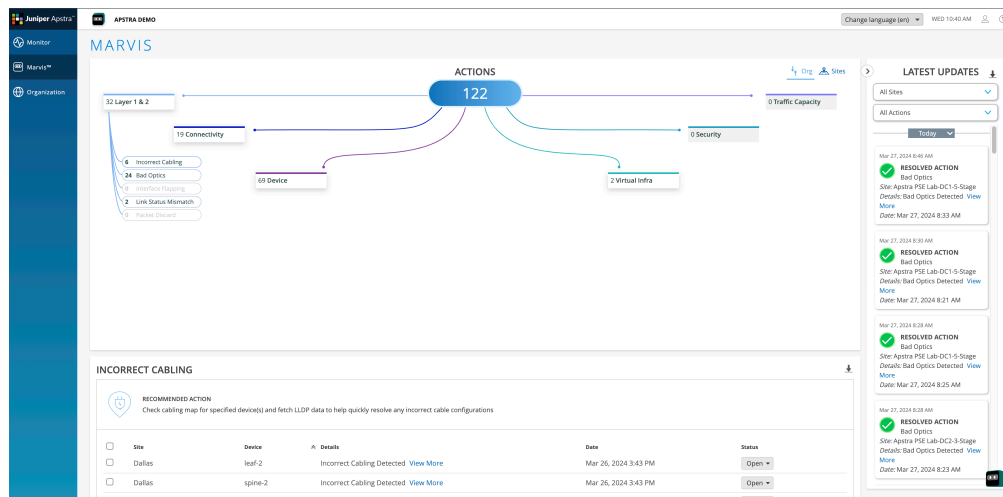 Juniper Apstra™
APSTRA DEMO
Change language (en)
WED 10:40 AM
Monitor
Marvis™
Organization
MARVIS
ACTIONS
Org
Sites
122
32 Layer 1 & 2
0 Traffic Capacity
19 Connectivity
0 Security
69 Device
2 Virtual Infra
6 Incorrect Cabling
24 Bad Optics
0 Interface Flapping
2 Link Status Mismatch
0 Packet Discard
LATEST UPDATES
All Sites
All Actions
Today
Mar 27, 2024 8:46 AM
RESOLVED ACTION
Bad Optics
Site: Apstra PSE Lab-DC1-5-Stage
Details: Bad Optics Detected View
More
Date: Mar 27, 2024 8:33 AM
Mar 27, 2024 8:30 AM
RESOLVED ACTION
Bad Optics
Site: Apstra PSE Lab-DC1-5-Stage
Details: Bad Optics Detected View
More
Date: Mar 27, 2024 8:21 AM
Mar 27, 2024 8:28 AM
RESOLVED ACTION
Bad Optics
Site: Apstra PSE Lab-DC1-5-Stage
Details: Bad Optics Detected View
More
Date: Mar 27, 2024 8:25 AM
Mar 27, 2024 8:28 AM
RESOLVED ACTION
Bad Optics
Site: Apstra PSE Lab-DC2-3-Stage
Details: Bad Optics Detected View
More
Date: Mar 27, 2024 8:23 AM
INCORRECT CABLING
RECOMMENDED ACTION
Check cabling map for specified device(s) and fetch LLDP data to help quickly resolve any incorrect cable configurations
Site Device Details Date Status
Dallas leaf-2 Incorrect Cabling Detected View More Mar 26, 2024 3:43 PM Open
Dallas spine-2 Incorrect Cabling Detected View More Mar 26, 2024 3:43 PM Open